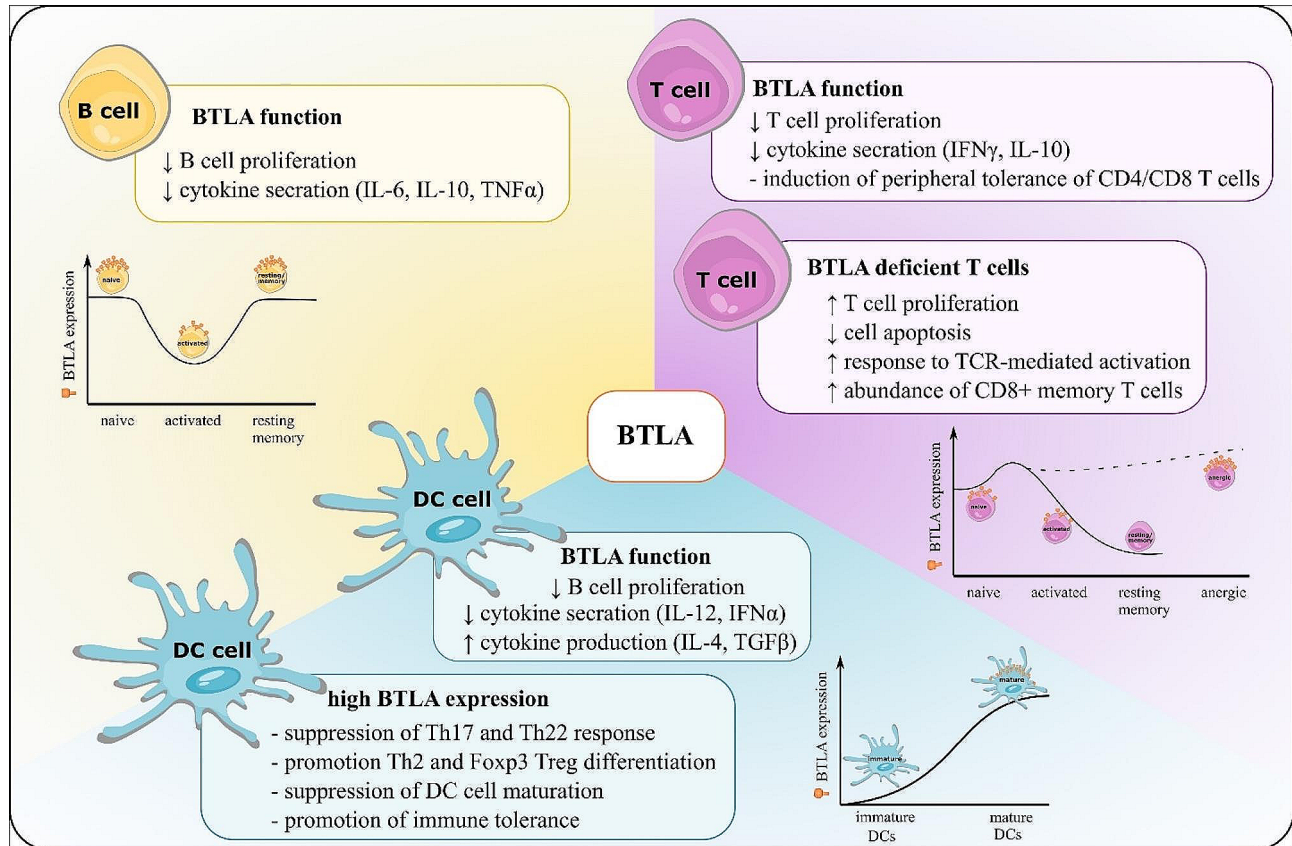 B cell
BTLA function
↓ B cell proliferation
↓ cytokine secration (IL-6, IL-10, TNFα)
BTLA expression
naive
activated
resting/
memory
naive
activated
resting
memory
T cell
BTLA function
↓ T cell proliferation
↓ cytokine secration (IFNγ, IL-10)
- induction of peripheral tolerance of CD4/CD8 T cells
T cell
BTLA deficient T cells
↑ T cell proliferation
↓ cell apoptosis
↑ response to TCR-mediated activation
↑ abundance of CD8+ memory T cells
BTLA expression
naive
activated
resting/
memory
anergic
naive
activated
resting
memory
anergic
BTLA
DC cell
BTLA function
↓ B cell proliferation
↓ cytokine secration (IL-12, IFNα)
↑ cytokine production (IL-4, TGFβ)
DC cell
high BTLA expression
- suppression of Th17 and Th22 response
- promotion Th2 and Foxp3 Treg differentiation
- suppression of DC cell maturation
- promotion of immune tolerance
BTLA expression
immature
mature
immature
DCs
mature
DCs